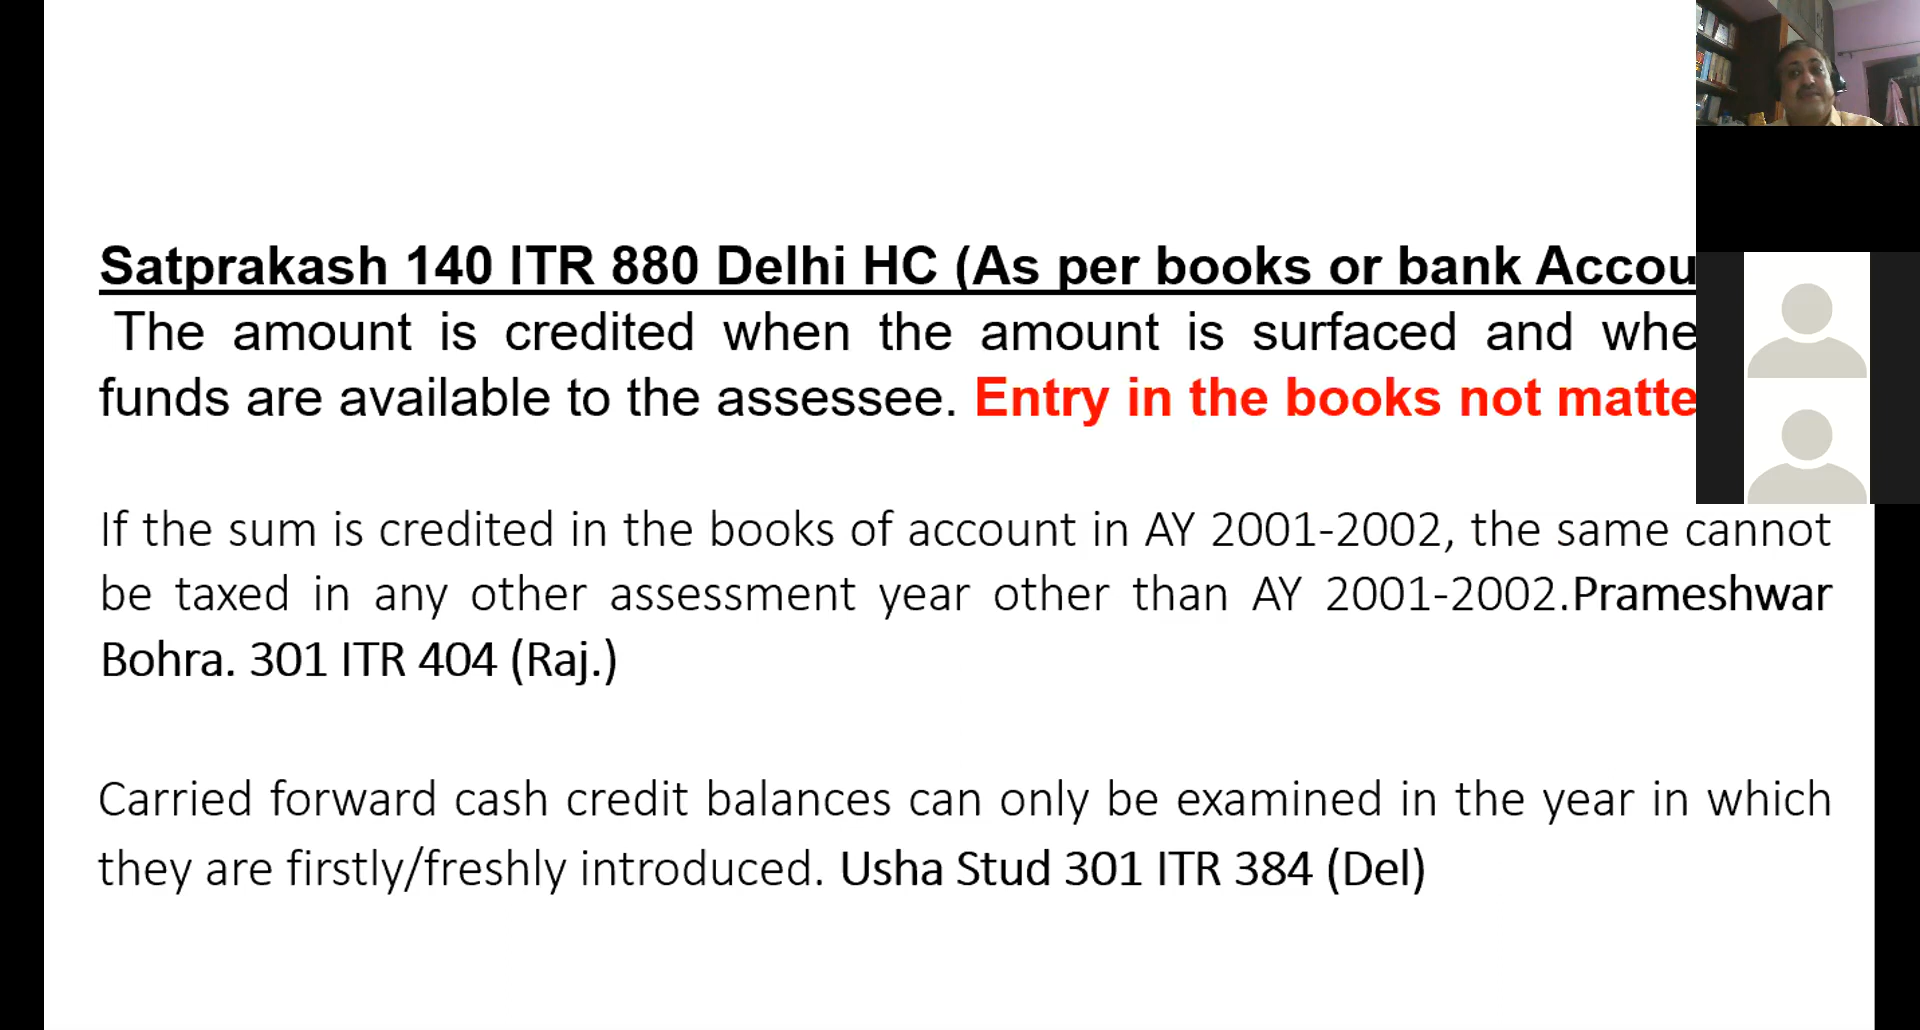 Satprakash 140 ITR 880 Delhi HC (As per books or bank Accou
The amount is credited when the amount is surfaced and whe
funds are available to the assessee. Entry in the books not matte
If the sum is credited in the books of account in AY 2001-2002, the same cannot
be taxed in any other assessment year other than AY 2001-2002.Prameshwar
Bohra. 301 ITR 404 (Raj.)
Carried forward cash credit balances can only be examined in the year in which
they are firstly/freshly introduced. Usha Stud 301 ITR 384 (Del)